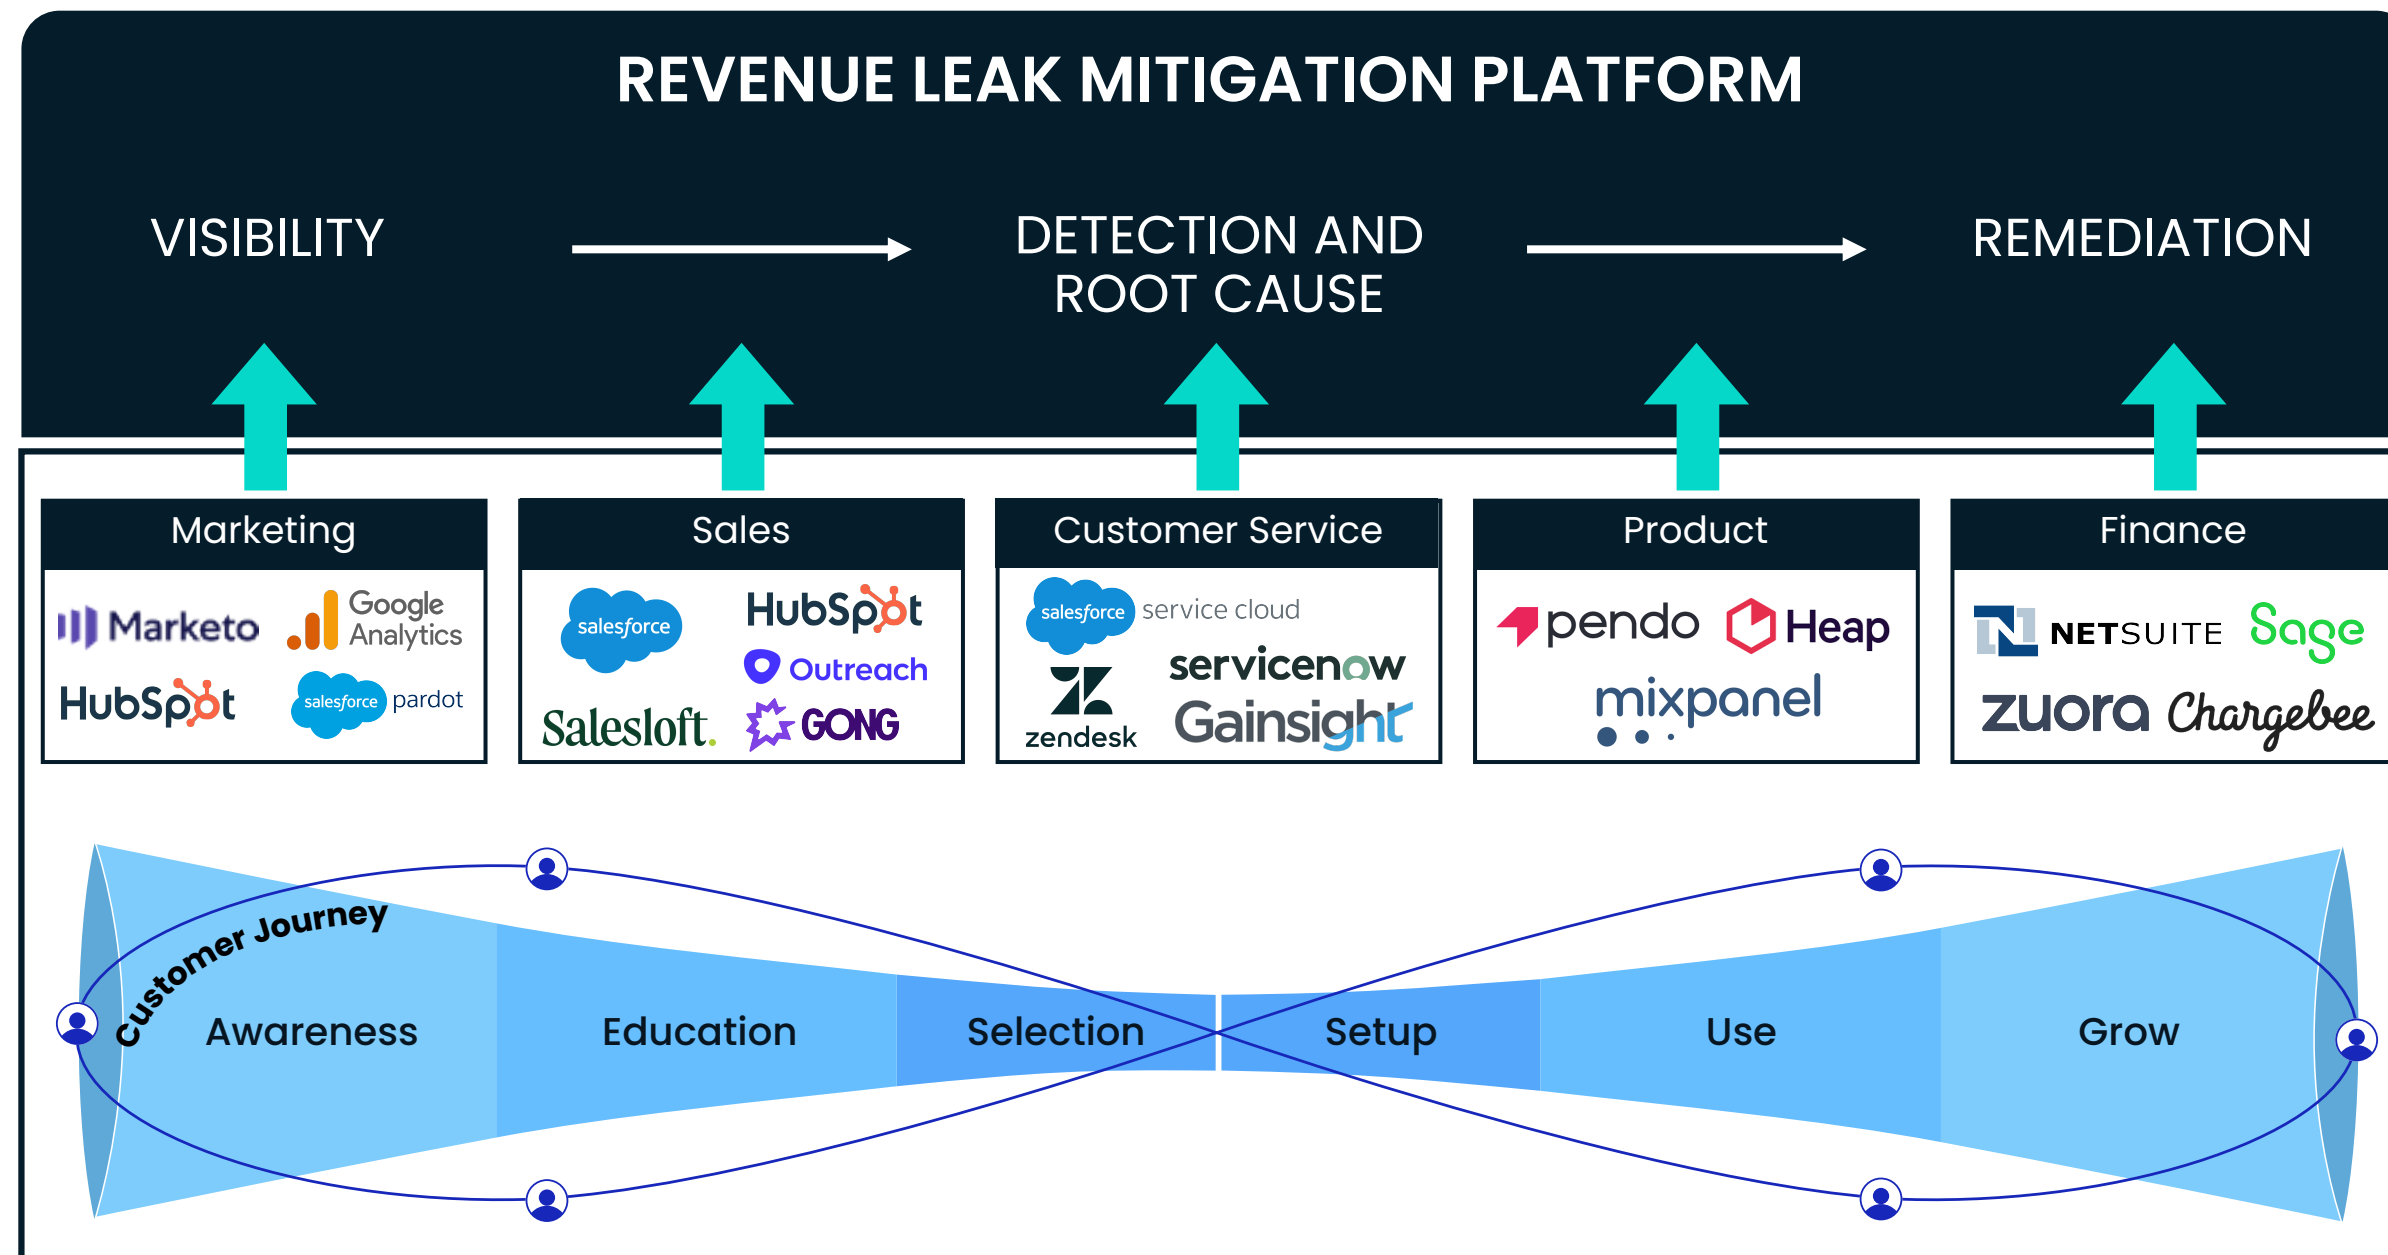 REVENUE LEAK MITIGATION PLATFORM
VISIBILITY
DETECTION AND
ROOT CAUSE
REMEDIATION
Marketing
Marketo
Google
Analytics
HubSpot
salesforce pardot
Sales
salesforce
HubSpot
Outreach
Salesloft.
GONG
Customer Service
salesforce service cloud
servicenow
zendesk
Gainsight
Product
pendo
Heap
mixpanel
Finance
NETSUITE
Sage
zuora
Chargebee
Customer Journey
Awareness
Education
Selection
Setup
Use
Grow